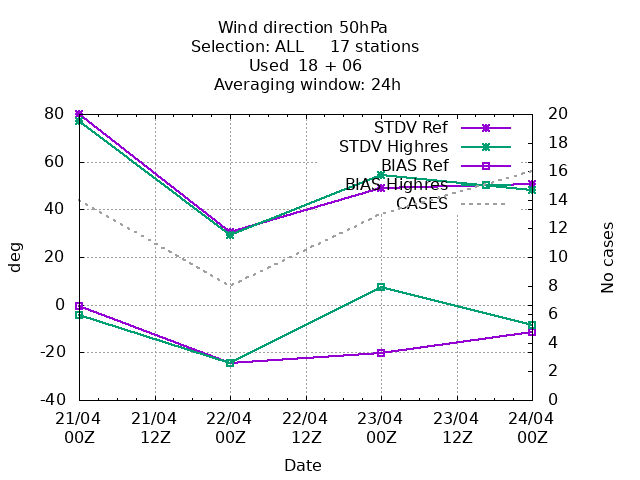 Wind direction 50hPa
Selection: ALL 17 stations
Used 18 + 06
Averaging window: 24h
80
60
40
20
0
-20
-40
deg
20
18
16
14
12
10
8
6
4
2
0
No cases
STDV Ref
STDV Highres
BIAS Ref
BIAS Highres
CASES
21/04 21/04 22/04 22/04 23/04 23/04 24/04
00Z 12Z 00Z 12Z 00Z 12Z 00Z
Date